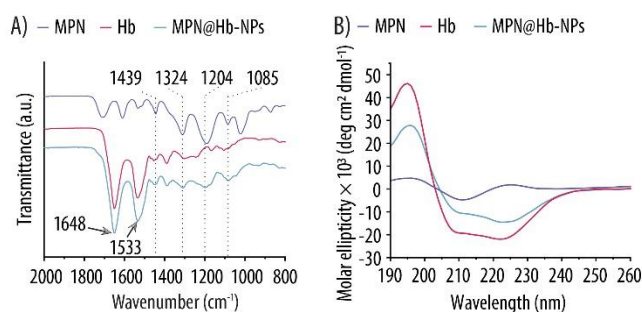 A)
MPN Hb MPN@Hb-NPs
1439 1324 1204 1085
Transmittance (a.u.)
1648
1533
2000 1800 1600 1400 1200 1000 800
Wavenumber (cm⁻¹)
B)
MPN Hb MPN@Hb-NPs
Molar ellipticity × 10³ (deg cm² dmol⁻¹)
50
40
30
20
10
0
-10
-20
-30
190 200 210 220 230 240 250 260
Wavelength (nm)